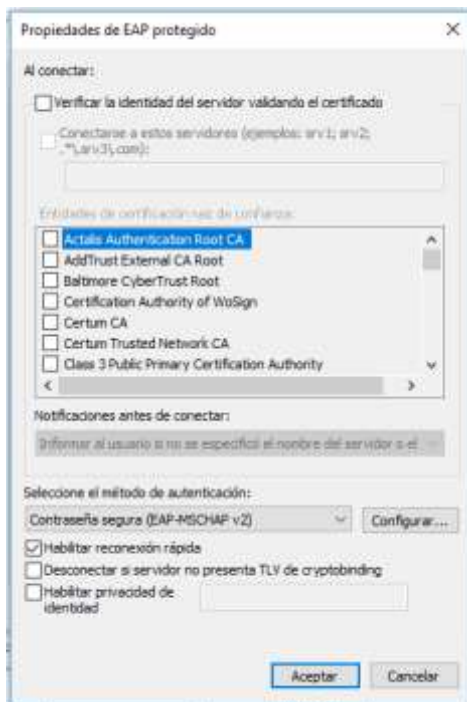 Propiedades de EAP protegido
Al conectar:
Verificar la identidad del servidor validando el certificado
Conectarse a estos servidores (ejemplos: srv1; srv2;
.*\.srv3\.com):
Entidades de certificación raíz de confianza:
Actalis Authentication Root CA
AddTrust External CA Root
Baltimore CyberTrust Root
Certification Authority of WoSign
Certum CA
Certum Trusted Network CA
Class 3 Public Primary Certification Authority
Notificaciones antes de conectar:
Informar al usuario si no se especificó el nombre del servidor o el
Seleccione el método de autenticación:
Contraseña segura (EAP-MSCHAP v2)
Configurar...
Habilitar reconexión rápida
Desconectar si servidor no presenta TLV de cryptobinding
Habilitar privacidad de
identidad
Aceptar
Cancelar